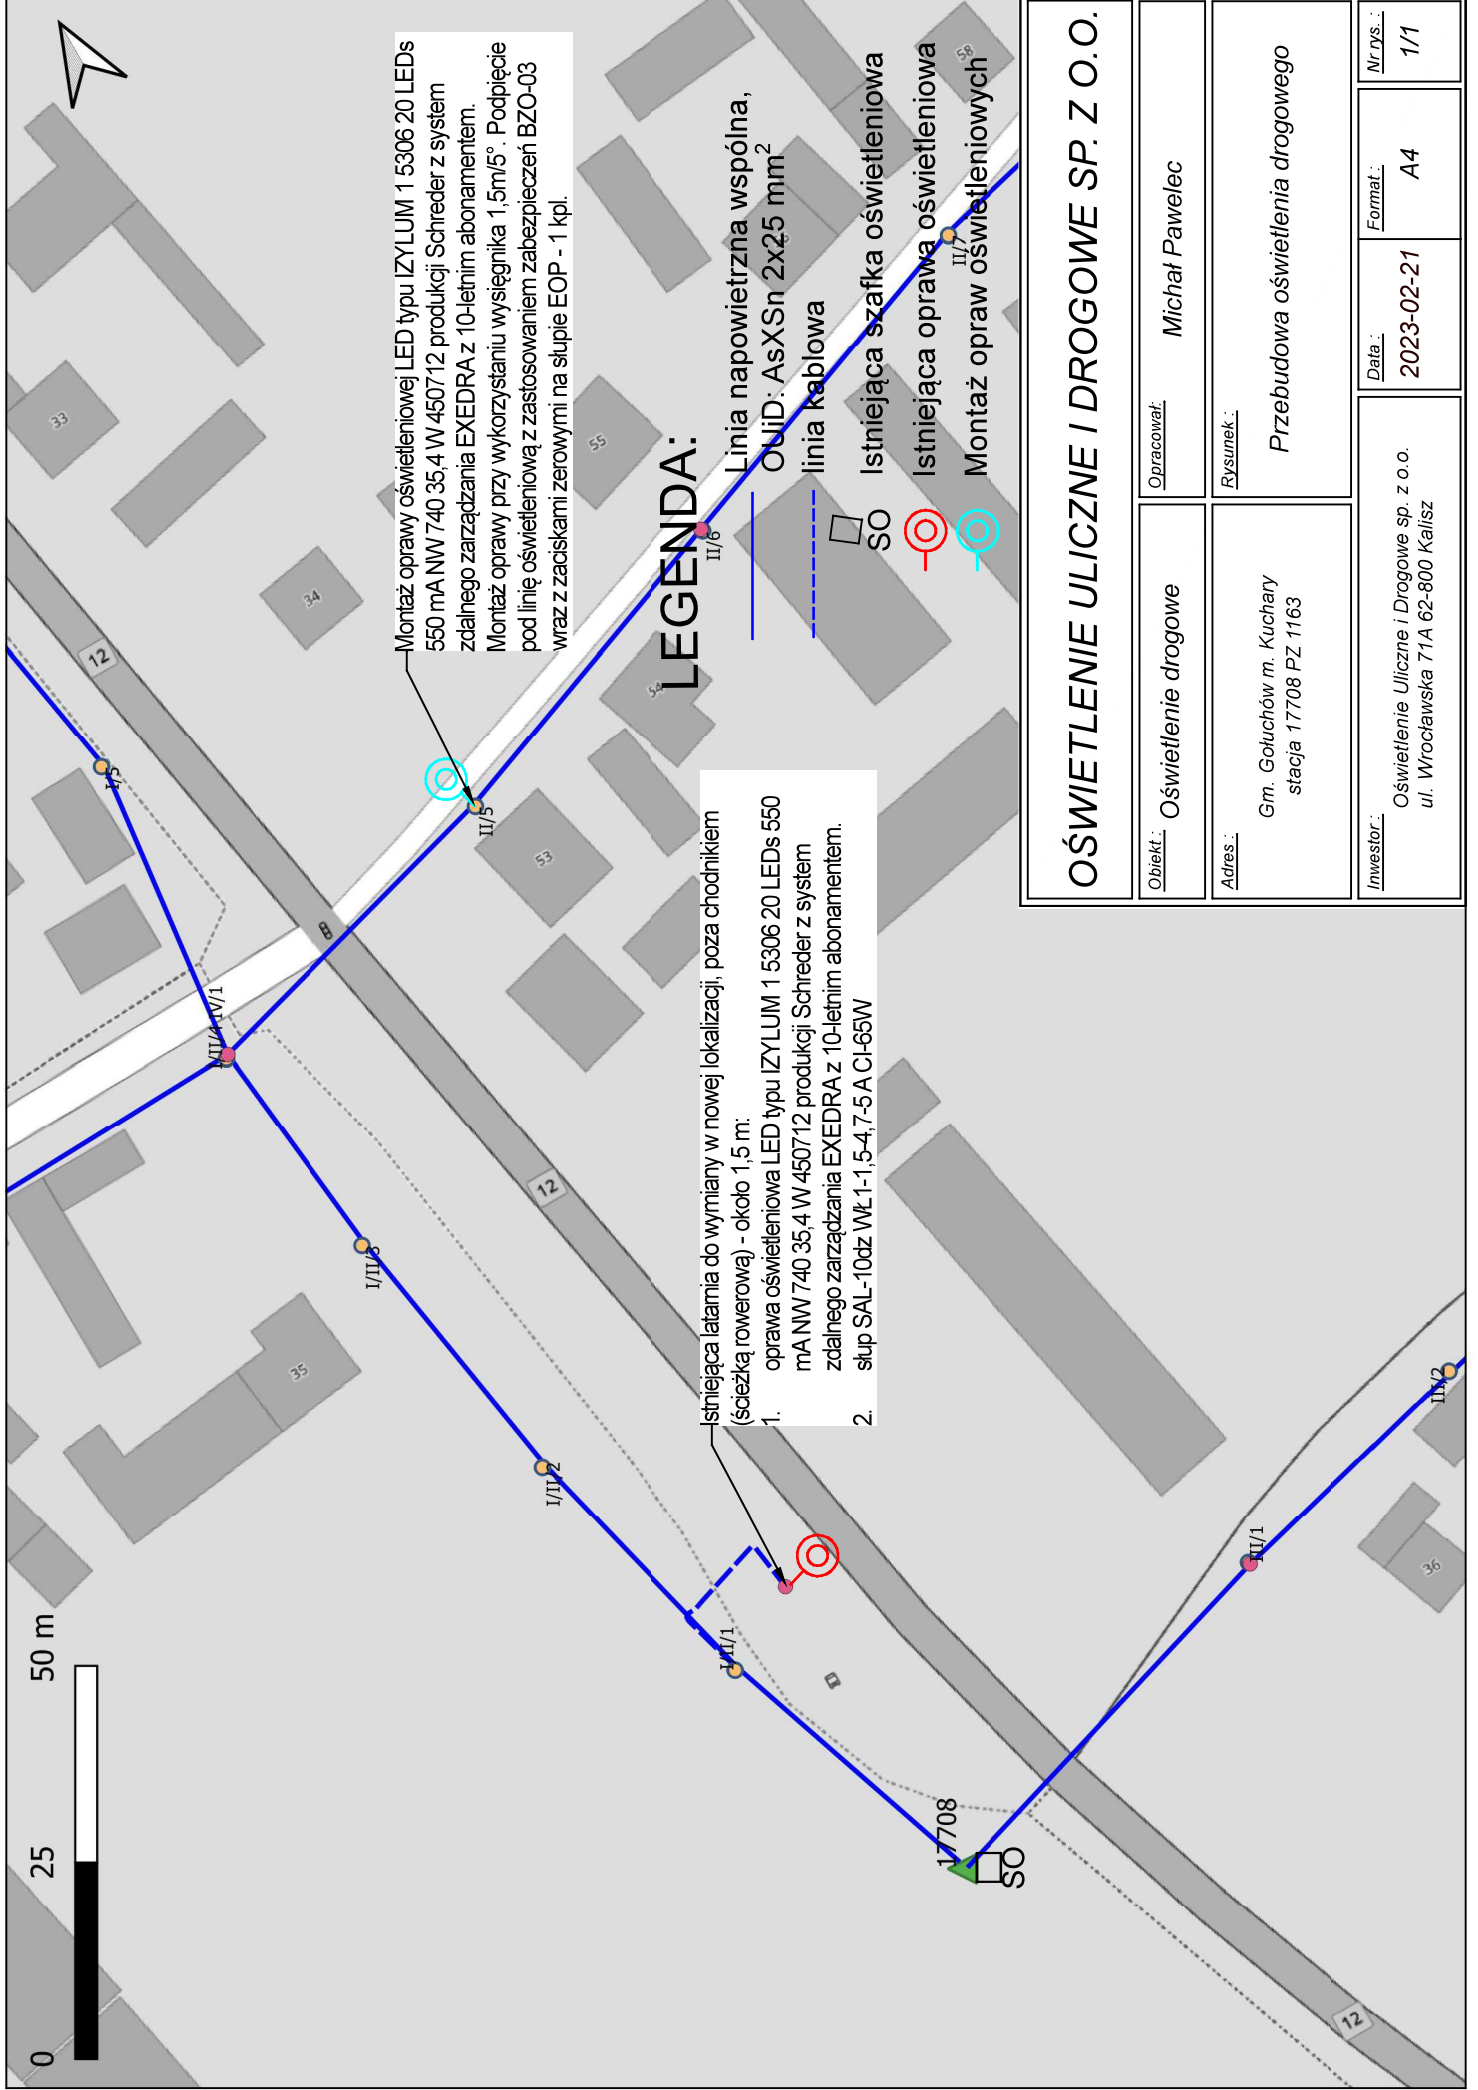 0 25 50 m
Montaż oprawy oświetleniowej LED typu IZYLUM 1 5306 20 LEDs
550 mA NW 740 35,4 W 450712 produkcji Schreder z system
zdalnego zarządzania EXEDRA z 10-letnim abonamentem.
Montaż oprawy przy wykorzystaniu wysięgnika 1,5m/5°. Podpięcie
pod linię oświetleniową z zastosowaniem zabezpieczeń BZO-03
wraz z zaciskami zerowymi na słupie EOP - 1 kpl.
Istniejąca latarnia do wymiany w nowej lokalizacji, poza chodnikiem
(ścieżką rowerową) - około 1,5 m:
1. oprawa oświetleniowa LED typu IZYLUM 1 5306 20 LEDs 550
mA NW 740 35,4 W 450712 produkcji Schreder z system
zdalnego zarządzania EXEDRA z 10-letnim abonamentem.
2. słup SAL-10dz WŁ1-1,5-4,7-5 A CI-65W
33
34
35
36
53
54
55
58
12
12
12
I/5
I/II/4 IV/1
I/II/3
I/II/2
I/II/1
II/5
II/6
II/7
III/1
III/2
17708
SO
LEGENDA:
Linia napowietrzna wspólna,
OUiD: AsXSn 2x25 mm²
linia kablowa
SO
Istniejąca szafka oświetleniowa
Istniejąca oprawa oświetleniowa
Montaż opraw oświetleniowych
OŚWIETLENIE ULICZNE I DROGOWE SP. Z O.O.
Obiekt : Oświetlenie drogowe
Opracował: Michał Pawelec
Adres :
Gm. Gołuchów m. Kuchary
stacja 17708 PZ 1163
Rysunek :
Przebudowa oświetlenia drogowego
Inwestor :
Oświetlenie Uliczne i Drogowe sp. z o.o.
ul. Wrocławska 71A 62-800 Kalisz
Data :
2023-02-21
Format :
A4
Nr rys. :
1/1